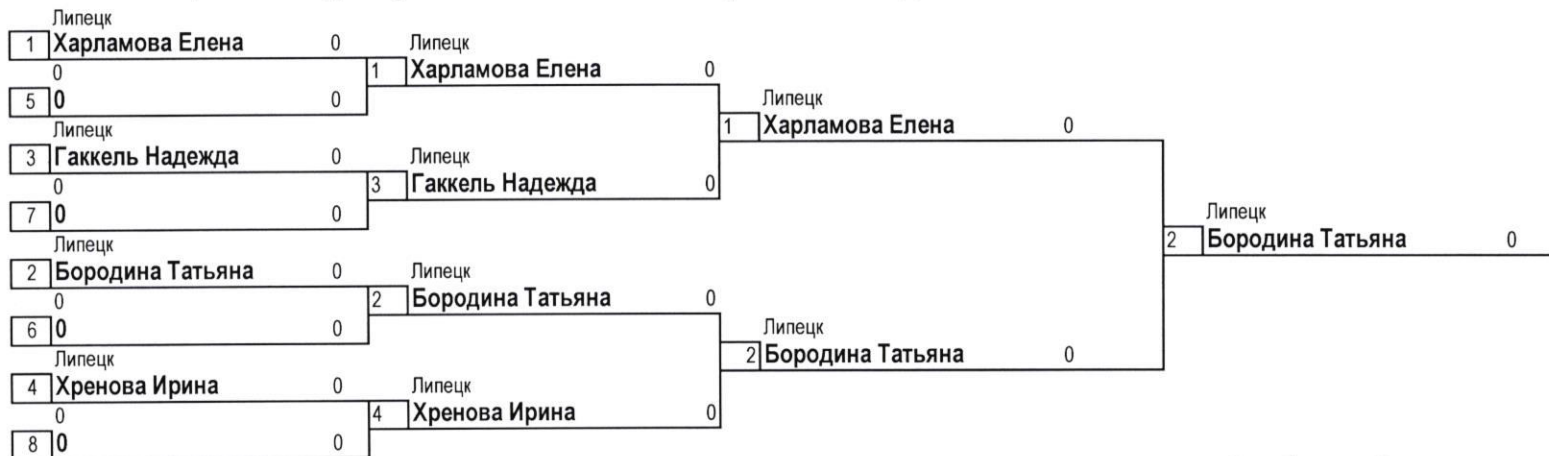 Липецк
1 Харламова Елена 0
0
5 0 0
Липецк
3 Гаккель Надежда 0
0
7 0 0
Липецк
2 Бородина Татьяна 0
0
6 0 0
Липецк
4 Хренова Ирина 0
0
8 0 0
Липецк
1 Харламова Елена 0
Липецк
3 Гаккель Надежда 0
Липецк
2 Бородина Татьяна 0
Липецк
4 Хренова Ирина 0
Липецк
1 Харламова Елена 0
Липецк
2 Бородина Татьяна 0
Липецк
2 Бородина Татьяна 0